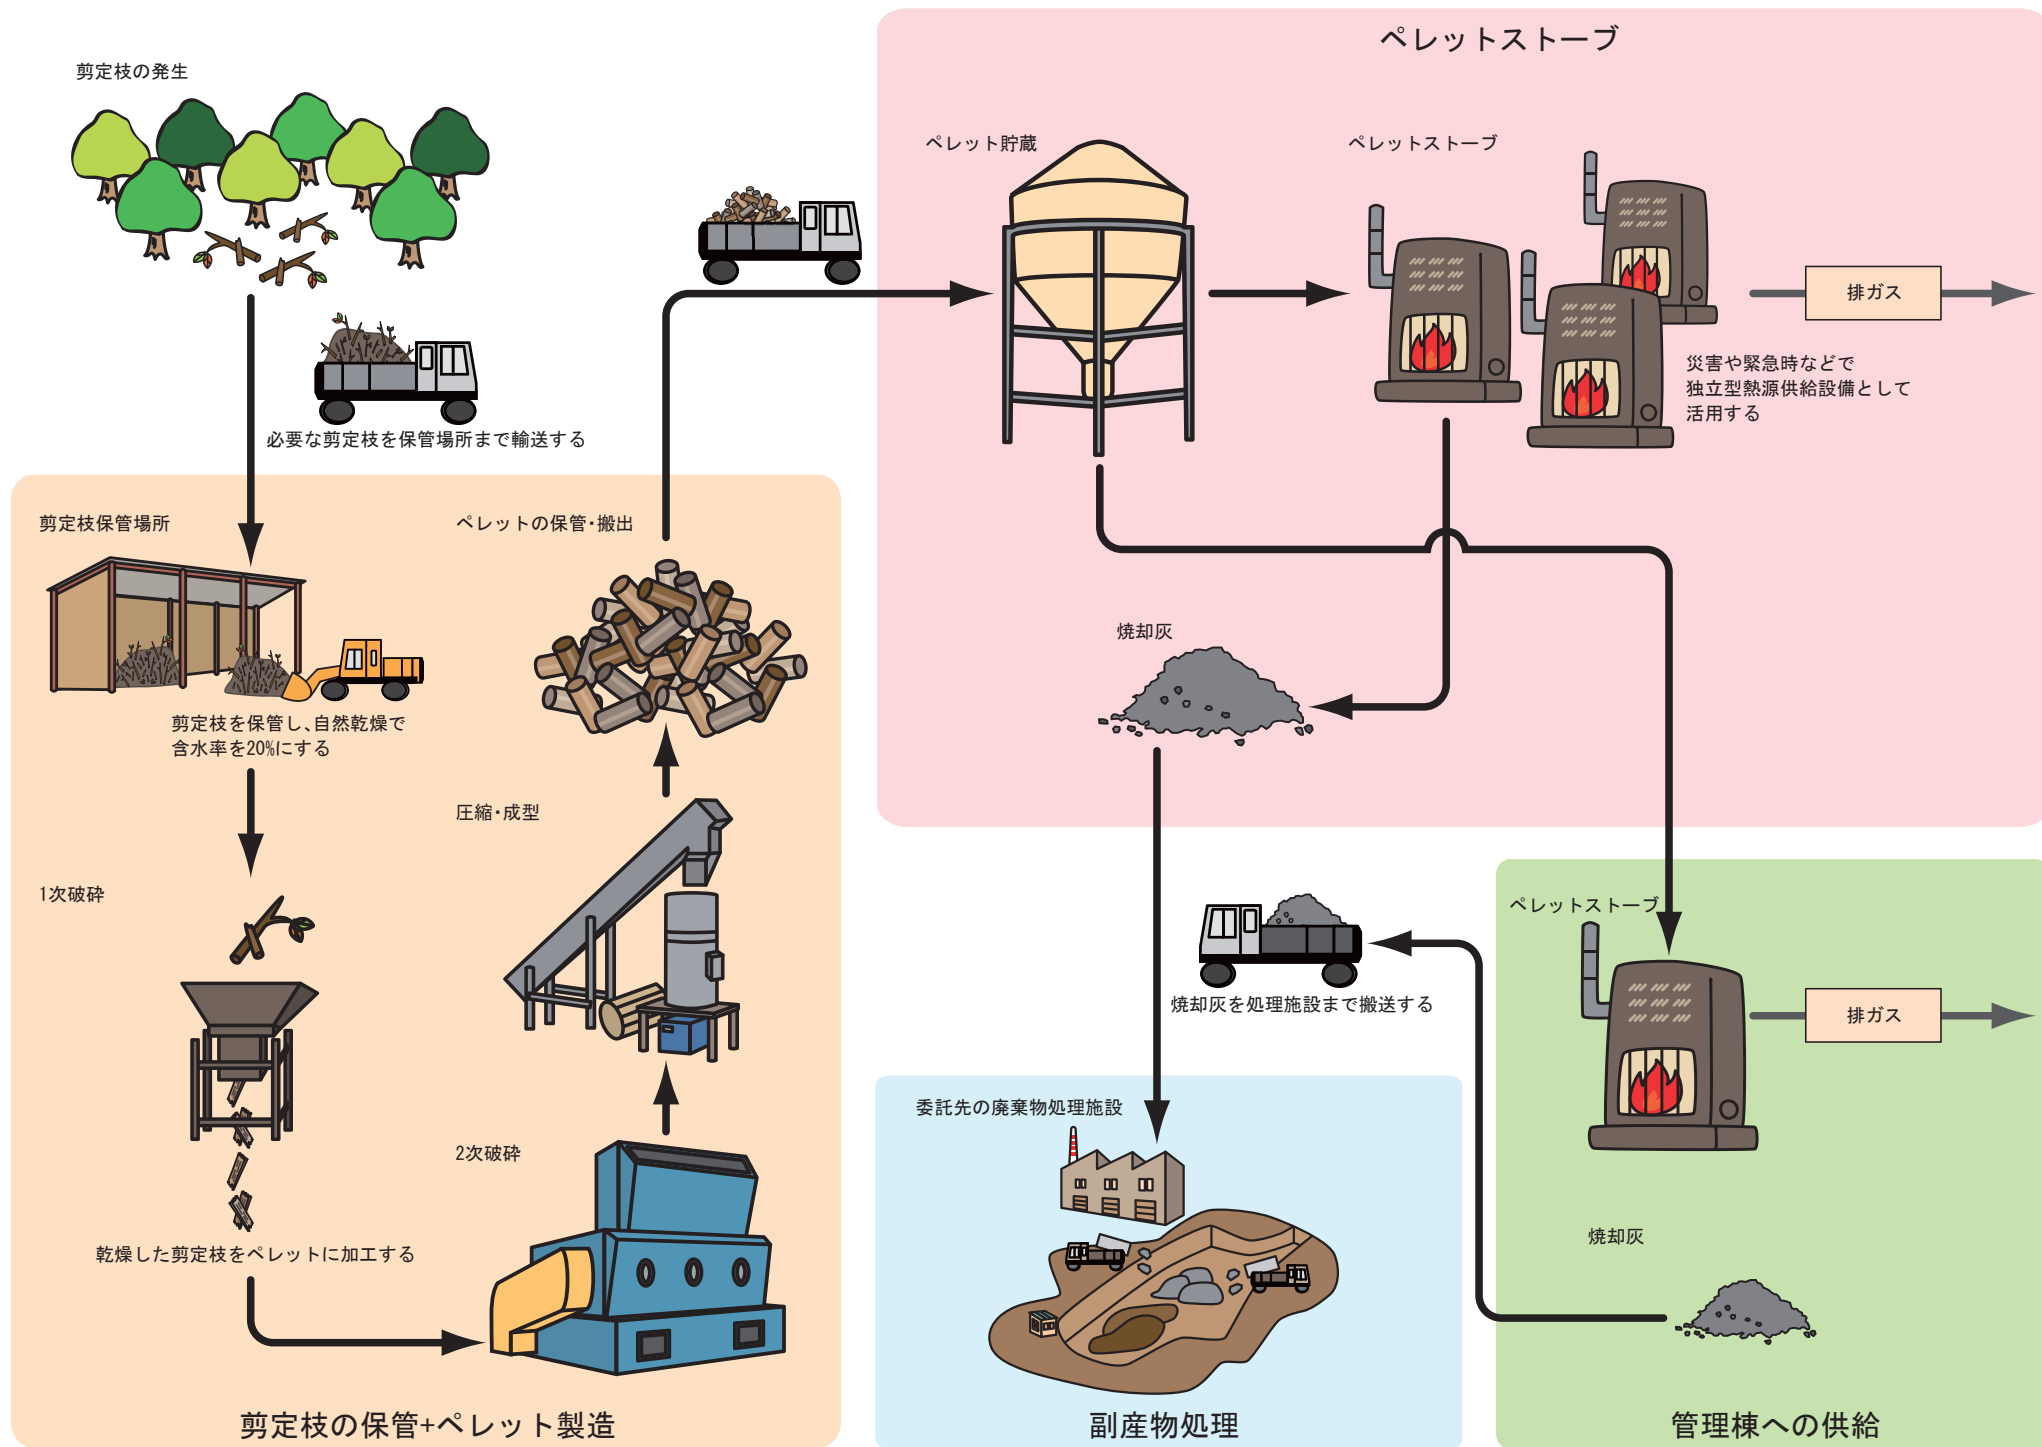 剪定枝の発生
必要な剪定枝を保管場所まで輸送する
剪定枝保管場所
剪定枝を保管し、自然乾燥で
含水率を20%にする
1次破砕
乾燥した剪定枝をペレットに加工する
2次破砕
圧縮・成型
ペレットの保管・搬出
剪定枝の保管+ペレット製造
ペレットストーブ
ペレット貯蔵
ペレットストーブ
排ガス
災害や緊急時などで
独立型熱源供給設備として
活用する
焼却灰
焼却灰を処理施設まで搬送する
委託先の廃棄物処理施設
副産物処理
ペレットストーブ
排ガス
焼却灰
管理棟への供給